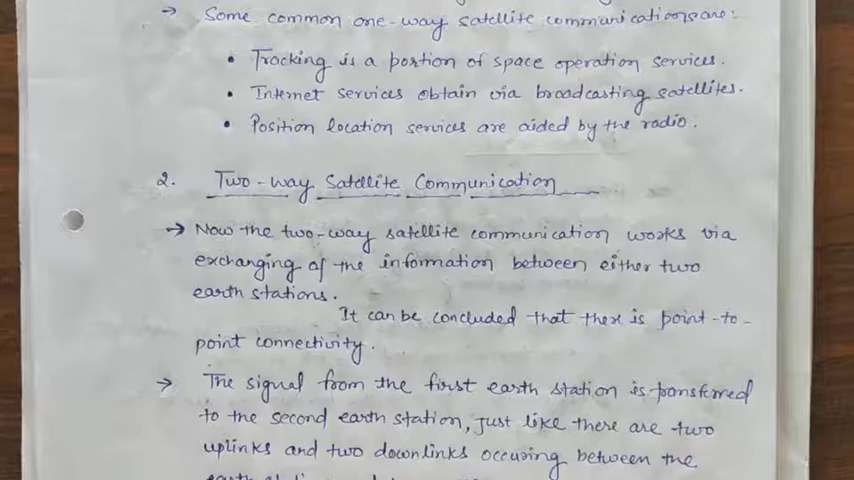 → Some common one-way satellite communications are:
• Tracking is a portion of space operation services.
• Internet services obtain via broadcasting satellites.
• Position location services are aided by the radio.
2. Two-way Satellite Communication
→ Now the two-way satellite communication works via
exchanging of the information between either two
earth stations.
It can be concluded that there is point-to-
point connectivity.
→ The signal from the first earth station is transferred
to the second earth station, just like there are two
uplinks and two downlinks occuring between the